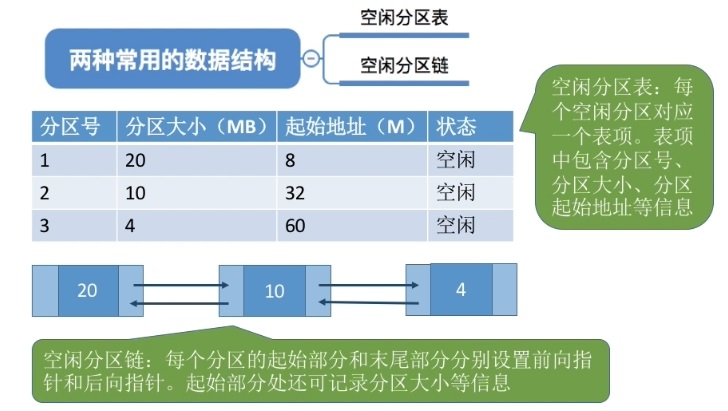 两种常用的数据结构
空闲分区表
空闲分区链
分区号 分区大小（MB） 起始地址（M） 状态
1 20 8 空闲
2 10 32 空闲
3 4 60 空闲
空闲分区表：每
个空闲分区对应
一个表项。表项
中包含分区号、
分区大小、分区
起始地址等信息
20 10 4
空闲分区链：每个分区的起始部分和末尾部分分别设置前向指
针和后向指针。起始部分处还可记录分区大小等信息